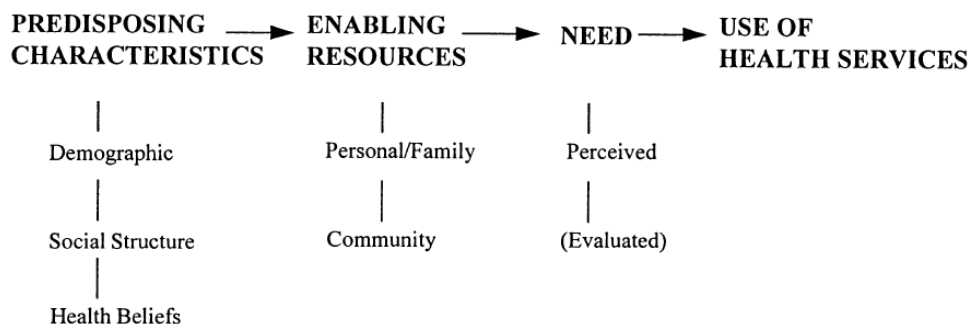 PREDISPOSING
CHARACTERISTICS
ENABLING
RESOURCES
NEED
USE OF
HEALTH SERVICES
Demographic
Social Structure
Health Beliefs
Personal/Family
Community
Perceived
(Evaluated)